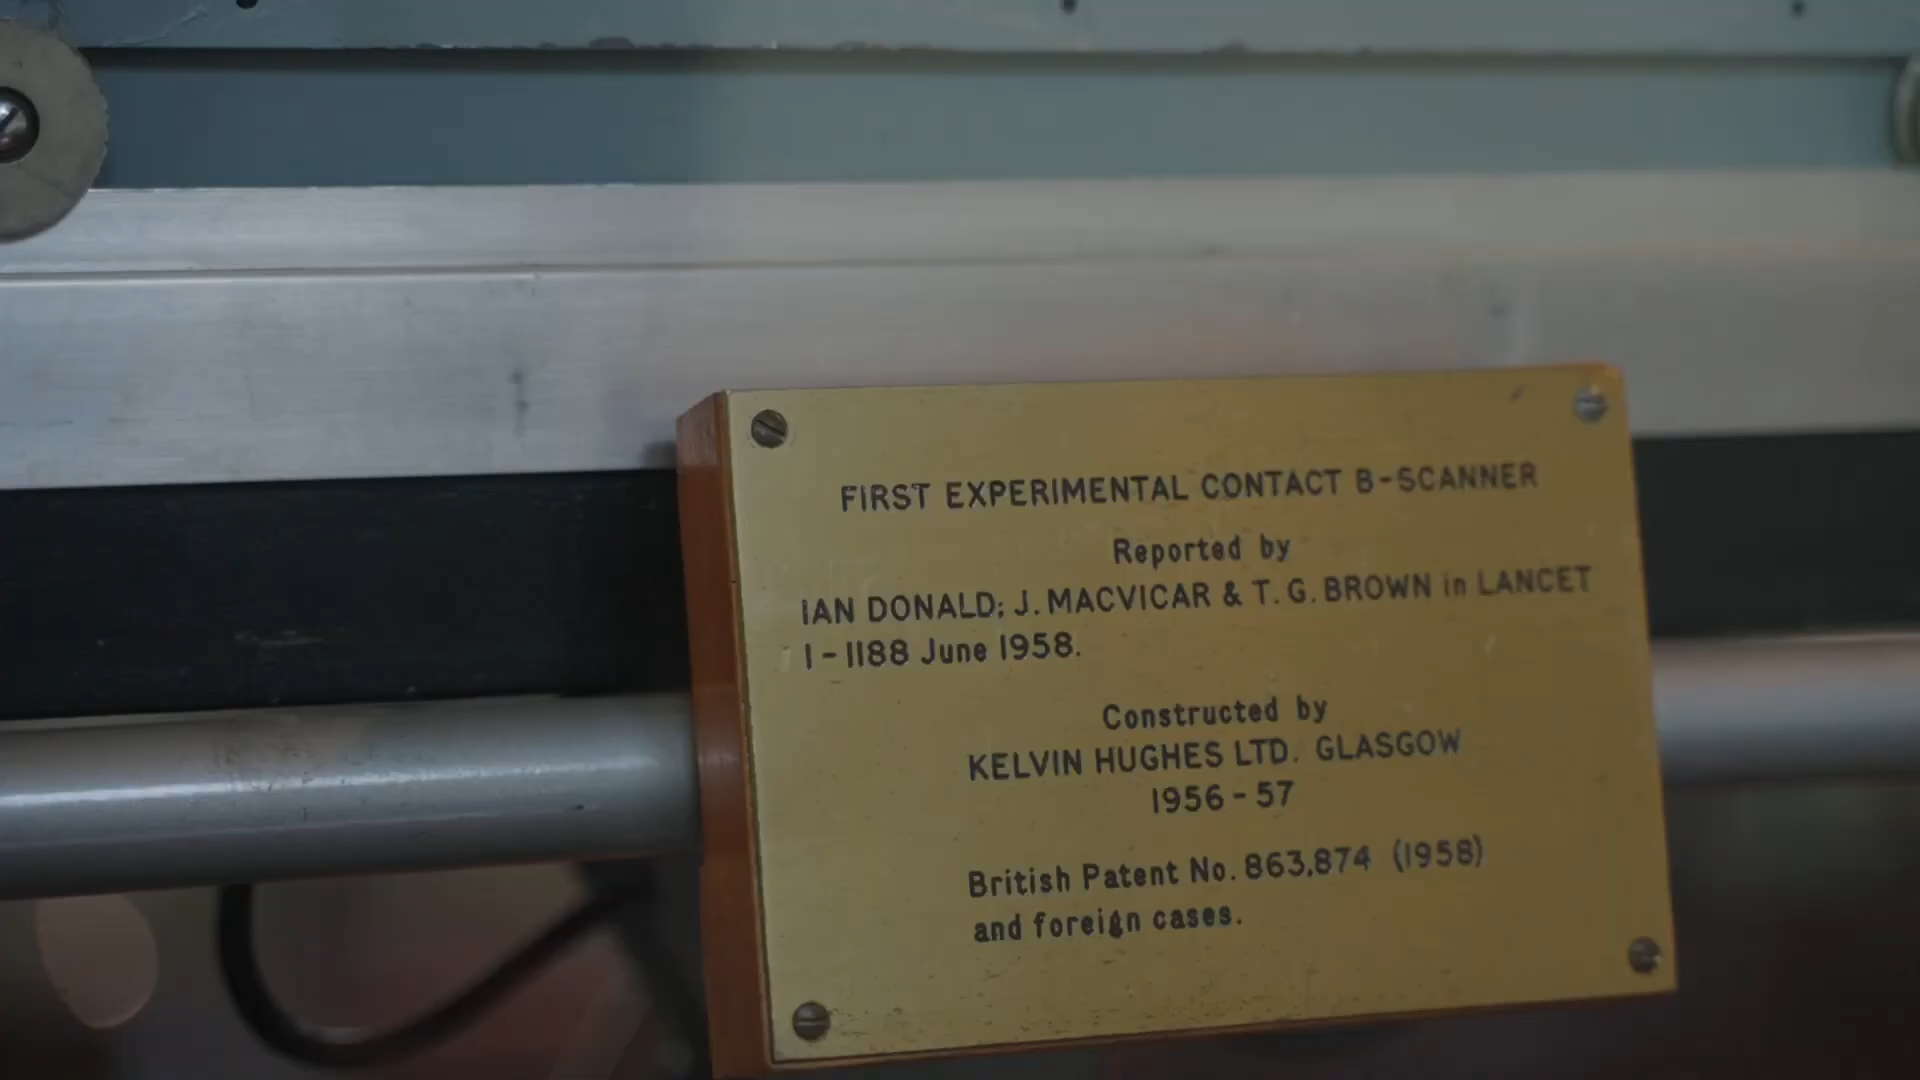 FIRST EXPERIMENTAL CONTACT B-SCANNER
Reported by
IAN DONALD; J. MACVICAR & T. G. BROWN in LANCET
1-1188 June 1958.
Constructed by
KELVIN HUGHES LTD. GLASGOW
1956-57
British Patent No. 863,874 (1958)
and foreign cases.